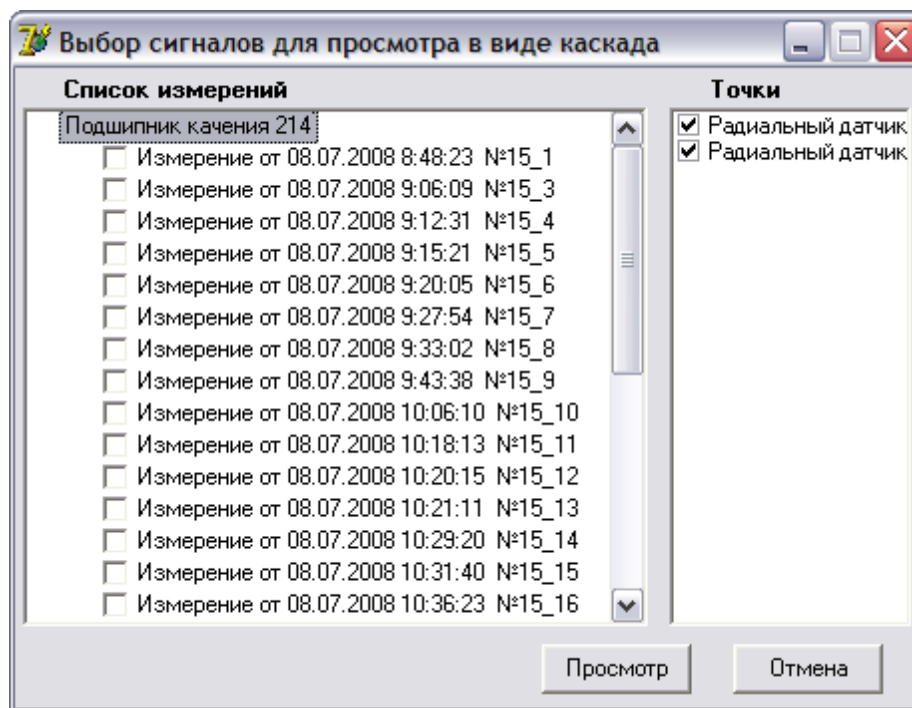 Выбор сигналов для просмотра в виде каскада
Список измерений
Подшипник качения 214
Измерение от 08.07.2008 8:48:23 №15_1
Измерение от 08.07.2008 9:06:09 №15_3
Измерение от 08.07.2008 9:12:31 №15_4
Измерение от 08.07.2008 9:15:21 №15_5
Измерение от 08.07.2008 9:20:05 №15_6
Измерение от 08.07.2008 9:27:54 №15_7
Измерение от 08.07.2008 9:33:02 №15_8
Измерение от 08.07.2008 9:43:38 №15_9
Измерение от 08.07.2008 10:06:10 №15_10
Измерение от 08.07.2008 10:18:13 №15_11
Измерение от 08.07.2008 10:20:15 №15_12
Измерение от 08.07.2008 10:21:11 №15_13
Измерение от 08.07.2008 10:29:20 №15_14
Измерение от 08.07.2008 10:31:40 №15_15
Измерение от 08.07.2008 10:36:23 №15_16
Точки
Радиальный датчик
Радиальный датчик
Просмотр
Отмена